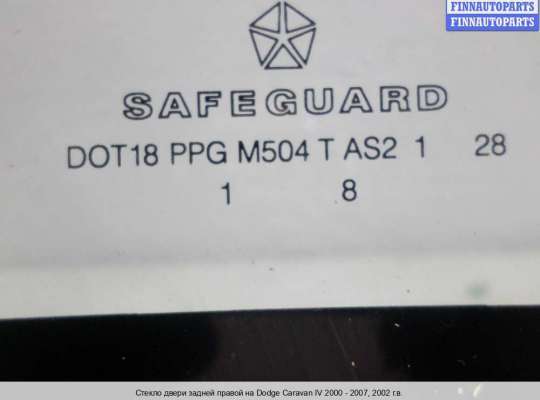 FINNAUTOPARTS
FINNAUTOPARTS
SAFEGUARD
DOT18 PPG M504 T AS2 1 28
1 8
Стекло двери задней правой на Dodge Caravan IV 2000 - 2007, 2002 г.в.